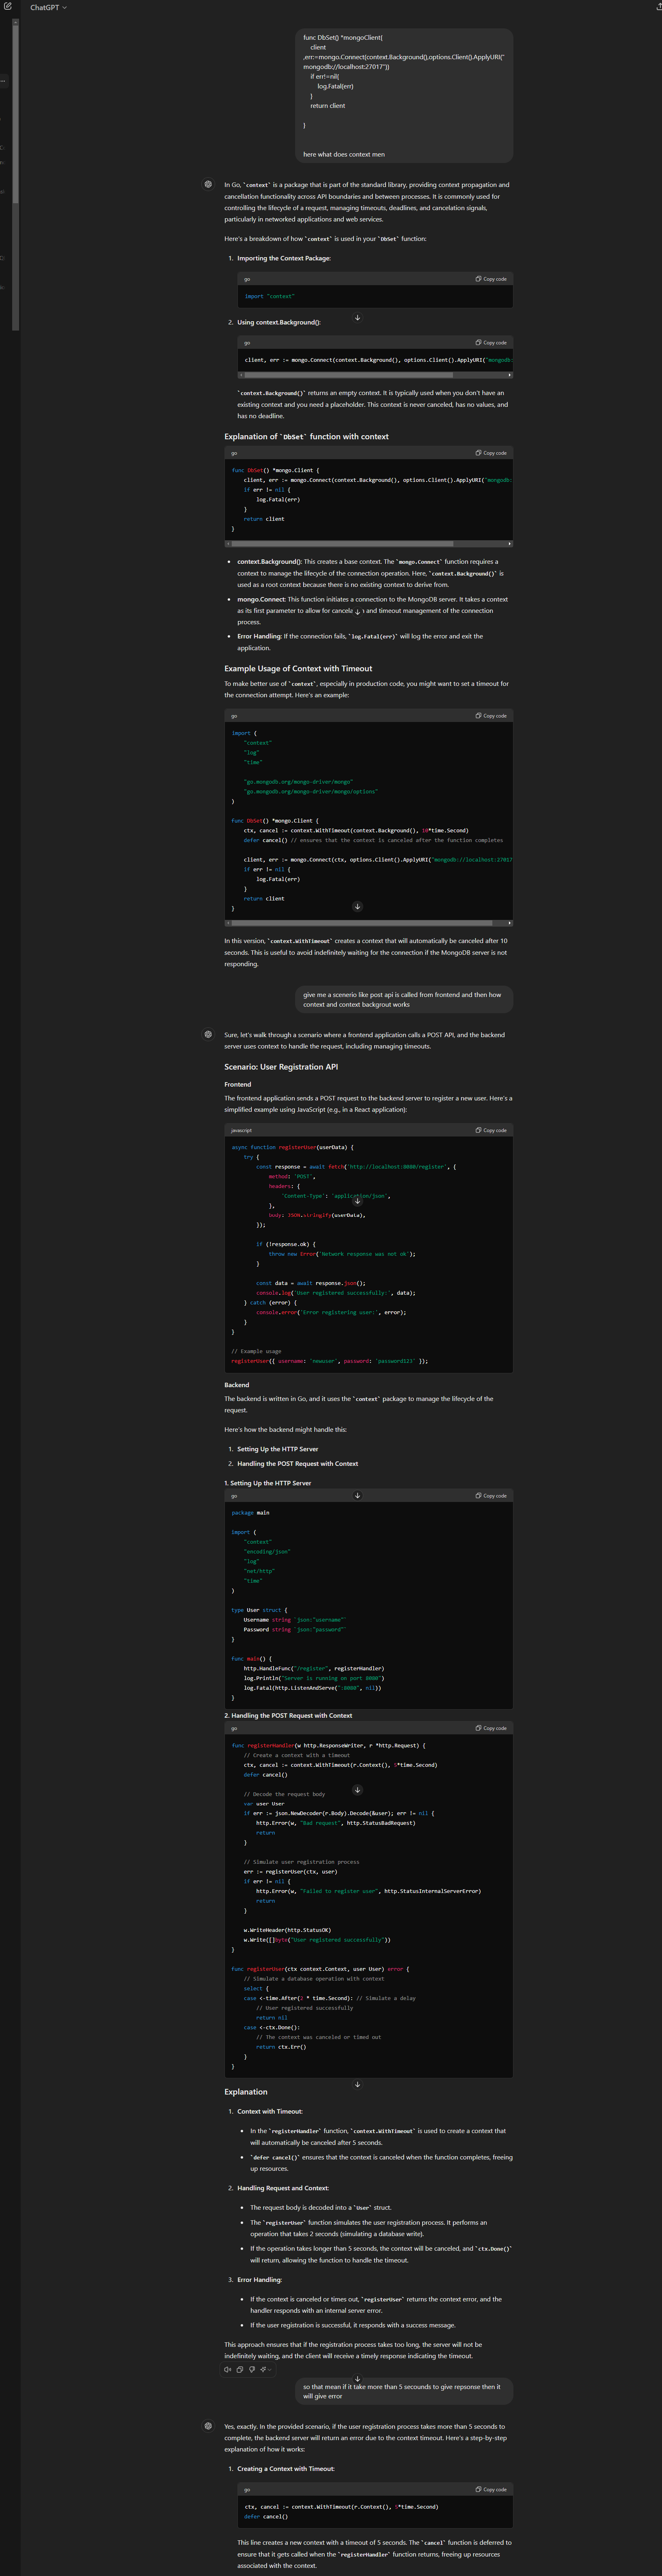 ChatGPT
func DbSet() *mongoClient{
client
,err:=mongo.Connect(context.Background(),options.Client().ApplyURI("
mongodb://localhost:27017"))
if err!=nil{
log.Fatal(err)
}
return client
}
here what does context men
In Go, `context` is a package that is part of the standard library, providing context propagation and
cancellation functionality across API boundaries and between processes. It is commonly used for
controlling the lifecycle of a request, managing timeouts, deadlines, and cancelation signals,
particularly in networked applications and web services.
Here's a breakdown of how `context` is used in your `DbSet` function:
1. Importing the Context Package:
go
Copy code
import "context"
2. Using context.Background():
go
Copy code
client, err := mongo.Connect(context.Background(), options.Client().ApplyURI("mongodb:
`context.Background()` returns an empty context. It is typically used when you don't have an
existing context and you need a placeholder. This context is never canceled, has no values, and
has no deadline.
Explanation of `DbSet` function with context
go
Copy code
func DbSet() *mongo.Client {
client, err := mongo.Connect(context.Background(), options.Client().ApplyURI("mongodb:
if err != nil {
log.Fatal(err)
}
return client
}
• context.Background(): This creates a base context. The `mongo.Connect` function requires a
context to manage the lifecycle of the connection operation. Here, `context.Background()` is
used as a root context because there is no existing context to derive from.
• mongo.Connect: This function initiates a connection to the MongoDB server. It takes a context
as its first parameter to allow for and timeout management of the connection
process.
• Error Handling: If the connection fails, `log.Fatal(err)` will log the error and exit the
application.
Example Usage of Context with Timeout
To make better use of `context`, especially in production code, you might want to set a timeout for
the connection attempt. Here's an example:
go
Copy code
import (
"context"
"log"
"time"
"go.mongodb.org/mongo-driver/mongo"
"go.mongodb.org/mongo-driver/mongo/options"
)
func DbSet() *mongo.Client {
ctx, cancel := context.WithTimeout(context.Background(), 10*time.Second)
defer cancel() // ensures that the context is canceled after the function completes
client, err := mongo.Connect(ctx, options.Client().ApplyURI("mongodb://localhost:27017
if err != nil {
log.Fatal(err)
}
return client
}
In this version, `context.WithTimeout` creates a context that will automatically be canceled after 10
seconds. This is useful to avoid indefinitely waiting for the connection if the MongoDB server is not
responding.
give me a scenerio like post api is called from frontend and then how
context and context backgrout works
Sure, let's walk through a scenario where a frontend application calls a POST API, and the backend
server uses context to handle the request, including managing timeouts.
Scenario: User Registration API
Frontend
The frontend application sends a POST request to the backend server to register a new user. Here's a
simplified example using JavaScript (e.g., in a React application):
javascript
Copy code
async function registerUser(userData) {
try {
const response = await fetch('http://localhost:8080/register', {
method: 'POST',
headers: {
'Content-Type': 'application/json',
},
body: JSON.stringify(userData),
});
if (!response.ok) {
throw new Error('Network response was not ok');
}
const data = await response.json();
console.log('User registered successfully:', data);
} catch (error) {
console.error('Error registering user:', error);
}
}
// Example usage
registerUser({ username: 'newuser', password: 'password123' });
Backend
The backend is written in Go, and it uses the `context` package to manage the lifecycle of the
request.
Here's how the backend might handle this:
1. Setting Up the HTTP Server
2. Handling the POST Request with Context
1. Setting Up the HTTP Server
go
Copy code
package main
import (
"context"
"encoding/json"
"log"
"net/http"
"time"
)
type User struct {
Username string `json:"username"`
Password string `json:"password"`
}
func main() {
http.HandleFunc("/register", registerHandler)
log.Println("Server is running on port 8080")
log.Fatal(http.ListenAndServe(":8080", nil))
}
2. Handling the POST Request with Context
go
Copy code
func registerHandler(w http.ResponseWriter, r *http.Request) {
// Create a context with a timeout
ctx, cancel := context.WithTimeout(r.Context(), 5*time.Second)
defer cancel()
// Decode the request body
var user User
if err := json.NewDecoder(r.Body).Decode(&user); err != nil {
http.Error(w, "Bad request", http.StatusBadRequest)
return
}
// Simulate user registration process
err := registerUser(ctx, user)
if err != nil {
http.Error(w, "Failed to register user", http.StatusInternalServerError)
return
}
w.WriteHeader(http.StatusOK)
w.Write([]byte("User registered successfully"))
}
func registerUser(ctx context.Context, user User) error {
// Simulate a database operation with context
select {
case <-time.After(2 * time.Second): // Simulate a delay
// User registered successfully
return nil
case <-ctx.Done():
// The context was canceled or timed out
return ctx.Err()
}
}
Explanation
1. Context with Timeout:
• In the `registerHandler` function, `context.WithTimeout` is used to create a context that
will automatically be canceled after 5 seconds.
• `defer cancel()` ensures that the context is canceled when the function completes, freeing
up resources.
2. Handling Request and Context:
• The request body is decoded into a `User` struct.
• The `registerUser` function simulates the user registration process. It performs an
operation that takes 2 seconds (simulating a database write).
• If the operation takes longer than 5 seconds, the context will be canceled, and `ctx.Done()`
will return, allowing the function to handle the timeout.
3. Error Handling:
• If the context is canceled or times out, `registerUser` returns the context error, and the
handler responds with an internal server error.
• If the user registration is successful, it responds with a success message.
This approach ensures that if the registration process takes too long, the server will not be
indefinitely waiting, and the client will receive a timely response indicating the timeout.
so that mean if it take more than 5 secounds to give repsonse then it
will give error
Yes, exactly. In the provided scenario, if the user registration process takes more than 5 seconds to
complete, the backend server will return an error due to the context timeout. Here's a step-by-step
explanation of how it works:
1. Creating a Context with Timeout:
go
Copy code
ctx, cancel := context.WithTimeout(r.Context(), 5*time.Second)
defer cancel()
This line creates a new context with a timeout of 5 seconds. The `cancel` function is deferred to
ensure that it gets called when the `registerHandler` function returns, freeing up resources
associated with the context.